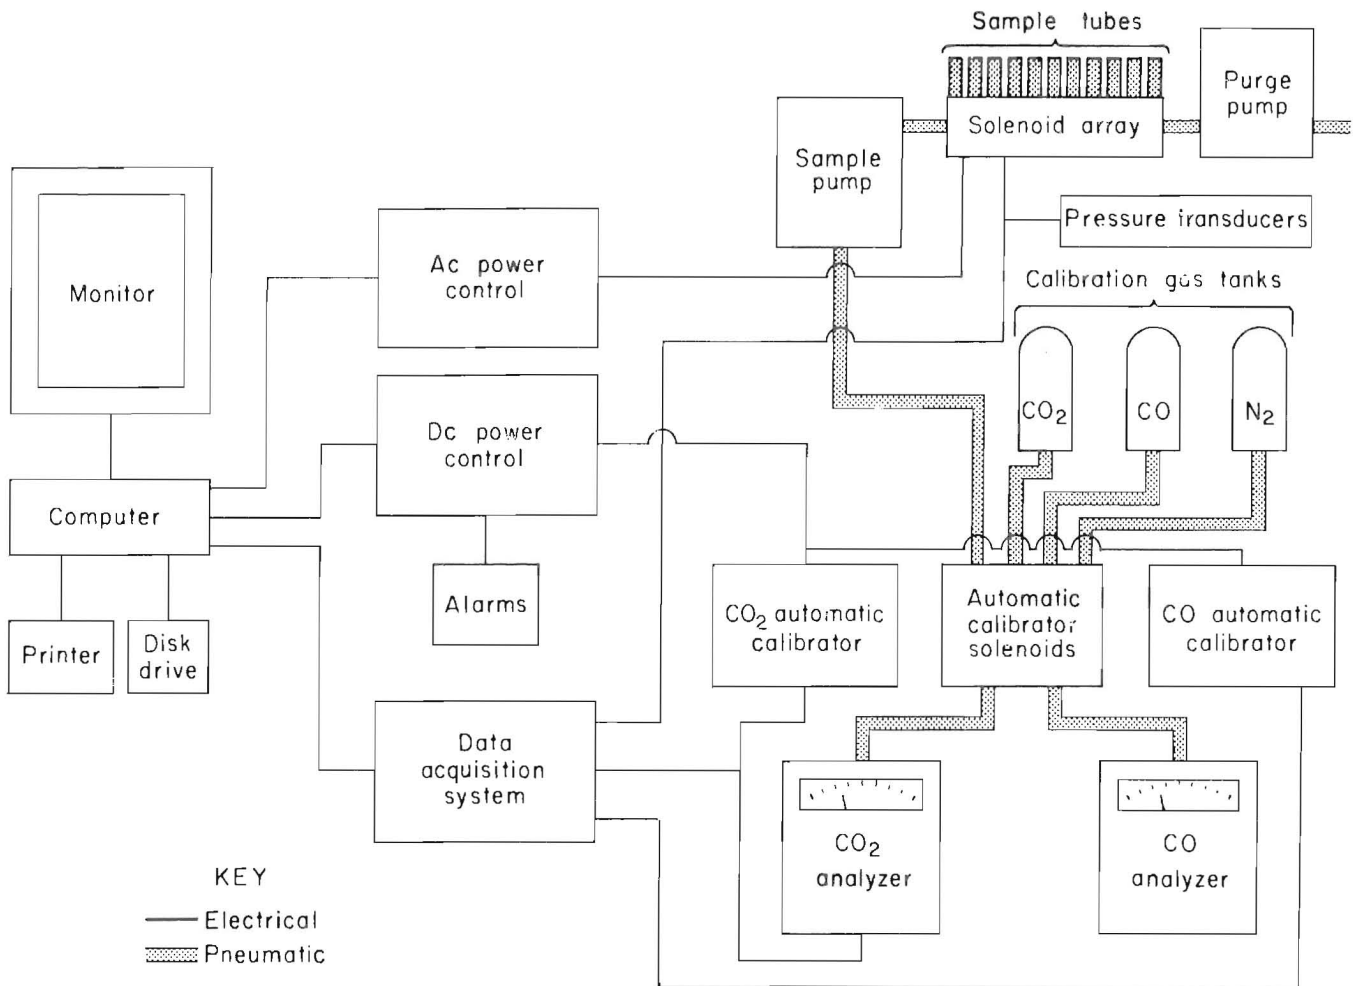 Sample tubes
Purge
pump
Solenoid array
Sample
pump
Pressure transducers
Ac power
control
Monitor
Calibration gas tanks
CO2
CO
N2
Dc power
control
Computer
Alarms
CO2 automatic
calibrator
Automatic
calibrator
solenoids
CO automatic
calibrator
Printer
Disk
drive
Data
acquisition
system
CO2
analyzer
CO
analyzer
KEY
Electrical
Pneumatic